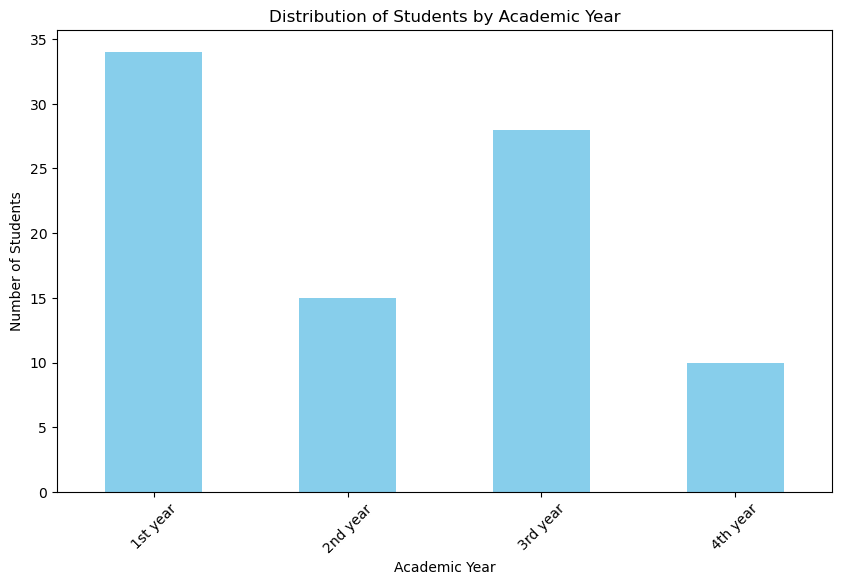 Distribution of Students by Academic Year
35
30
25
20
15
10
5
0
Number of Students
1st year
2nd year
3rd year
4th year
Academic Year